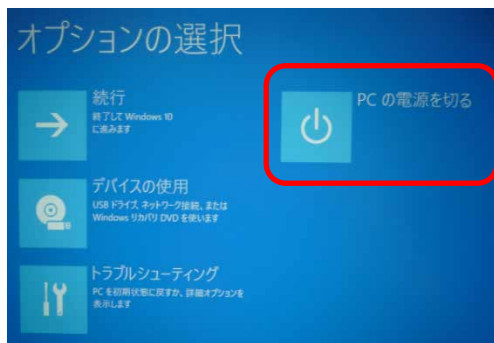 オプションの選択
続行
終了して Windows 10
に進みます
PC の電源を切る
デバイスの使用
USB ドライブ、ネットワーク接続、または
Windows リカバリ DVD を使います
トラブルシューティング
PC を初期状態に戻すか、詳細オプションを
表示します